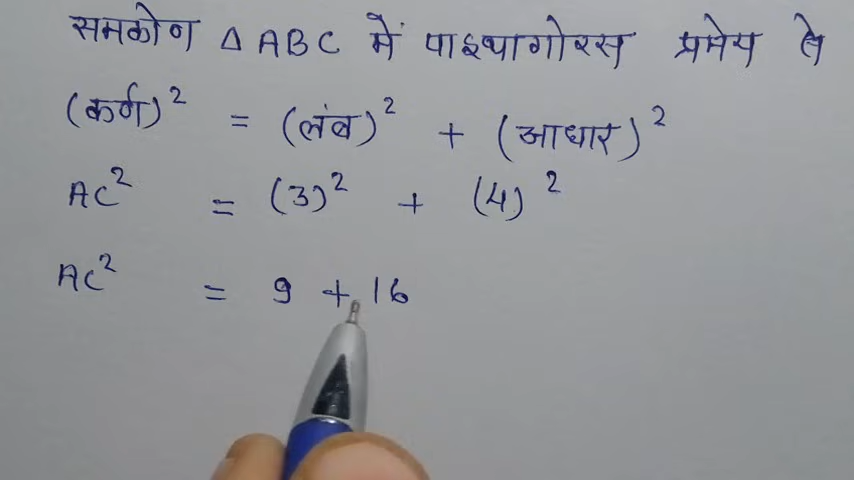 समकोण Δ ABC में पाइथागोरस प्रमेय से
(कर्ण)² = (लंब)² + (आधार)²
AC² = (3)² + (4)²
AC² = 9 + 16